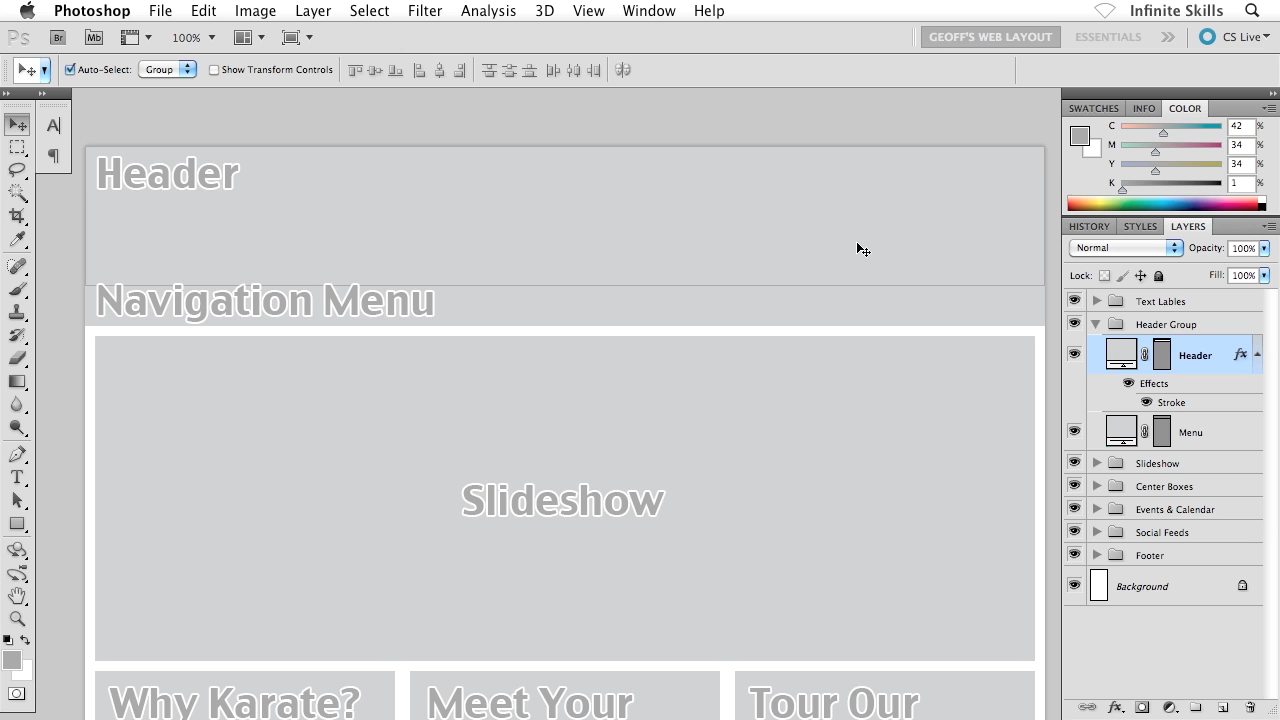 Photoshop File Edit Image Layer Select Filter Analysis 3D View Window Help Infinite Skills
Ps Br Mb 100% GEOFF'S WEB LAYOUT ESSENTIALS CS Live
Auto-Select: Group Show Transform Controls
SWATCHES INFO COLOR
C 42 %
M 34 %
Y 34 %
K 1 %
HISTORY STYLES LAYERS
Normal Opacity: 100%
Lock: Fill: 100%
Text Lables
Header Group
Header fx
Effects
Stroke
Menu
Slideshow
Center Boxes
Events & Calendar
Social Feeds
Footer
Background
fx.
A
T
Header
Navigation Menu
Slideshow
Why Karate? Meet Your Tour Our